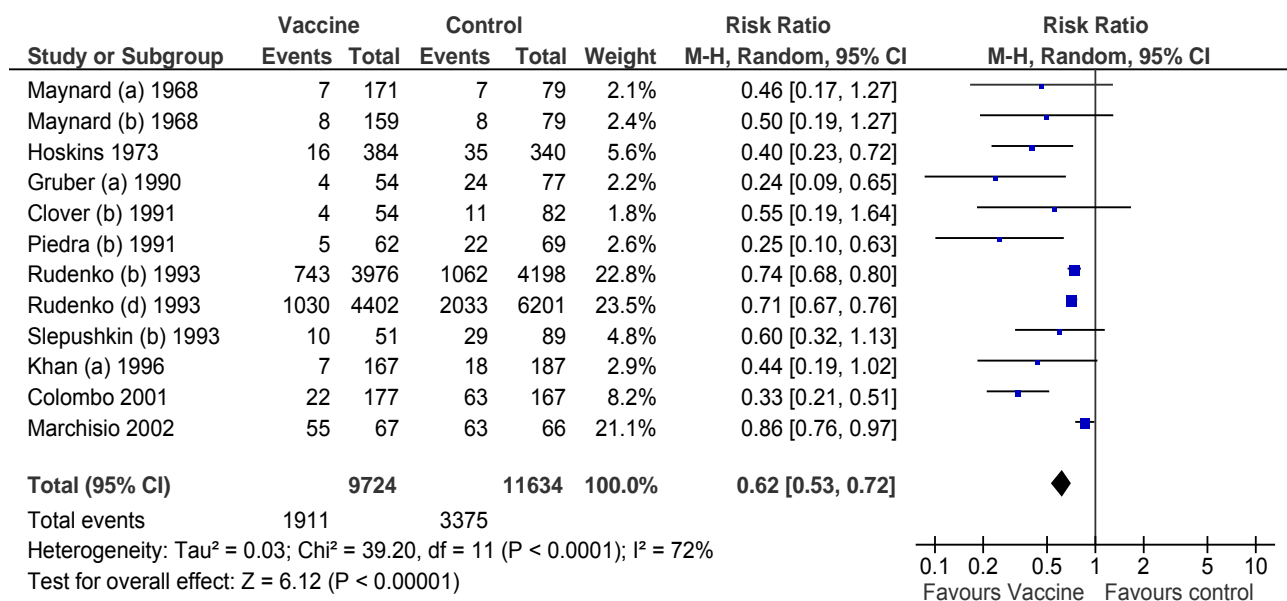 Vaccine Control Risk Ratio Risk Ratio
Study or Subgroup Events Total Events Total Weight M-H, Random, 95% CI M-H, Random, 95% CI
Maynard (a) 1968 7 171 7 79 2.1% 0.46 [0.17, 1.27]
Maynard (b) 1968 8 159 8 79 2.4% 0.50 [0.19, 1.27]
Hoskins 1973 16 384 35 340 5.6% 0.40 [0.23, 0.72]
Gruber (a) 1990 4 54 24 77 2.2% 0.24 [0.09, 0.65]
Clover (b) 1991 4 54 11 82 1.8% 0.55 [0.19, 1.64]
Piedra (b) 1991 5 62 22 69 2.6% 0.25 [0.10, 0.63]
Rudenko (b) 1993 743 3976 1062 4198 22.8% 0.74 [0.68, 0.80]
Rudenko (d) 1993 1030 4402 2033 6201 23.5% 0.71 [0.67, 0.76]
Slepushkin (b) 1993 10 51 29 89 4.8% 0.60 [0.32, 1.13]
Khan (a) 1996 7 167 18 187 2.9% 0.44 [0.19, 1.02]
Colombo 2001 22 177 63 167 8.2% 0.33 [0.21, 0.51]
Marchisio 2002 55 67 63 66 21.1% 0.86 [0.76, 0.97]
Total (95% CI) 9724 11634 100.0% 0.62 [0.53, 0.72]
Total events 1911 3375
Heterogeneity: Tau² = 0.03; Chi² = 39.20, df = 11 (P < 0.0001); I² = 72%
Test for overall effect: Z = 6.12 (P < 0.00001)
0.1 0.2 0.5 1 2 5 10
Favours Vaccine Favours control